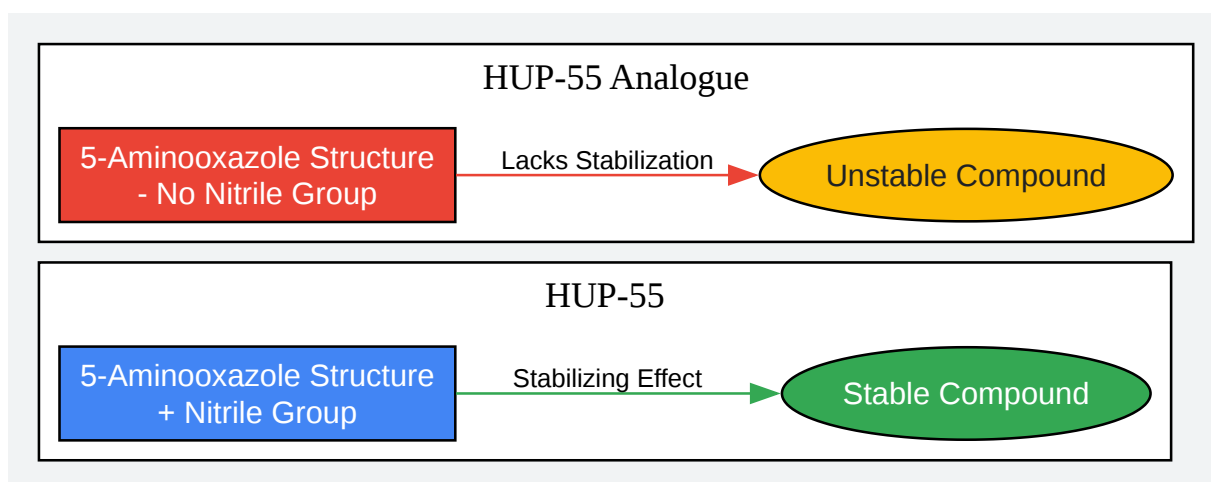 HUP-55 Analogue
5-Aminooxazole Structure
- No Nitrile Group
Lacks Stabilization
Unstable Compound
HUP-55
5-Aminooxazole Structure
+ Nitrile Group
Stabilizing Effect
Stable Compound